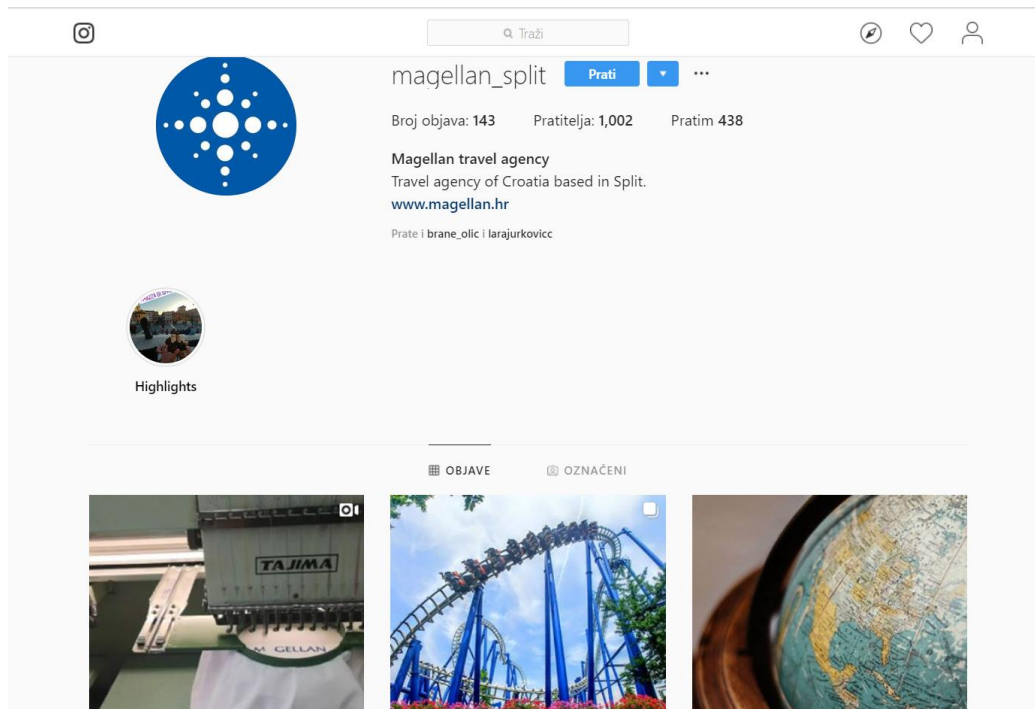 Traži
magellan_split Prati
Broj objava: 143 Pratitelja: 1,002 Pratim 438
Magellan travel agency
Travel agency of Croatia based in Split.
www.magellan.hr
Prate i brane_olic i larajurkovicc
Highlights
OBJAVE OZNAČENI
TAJIMA
M GELLAN